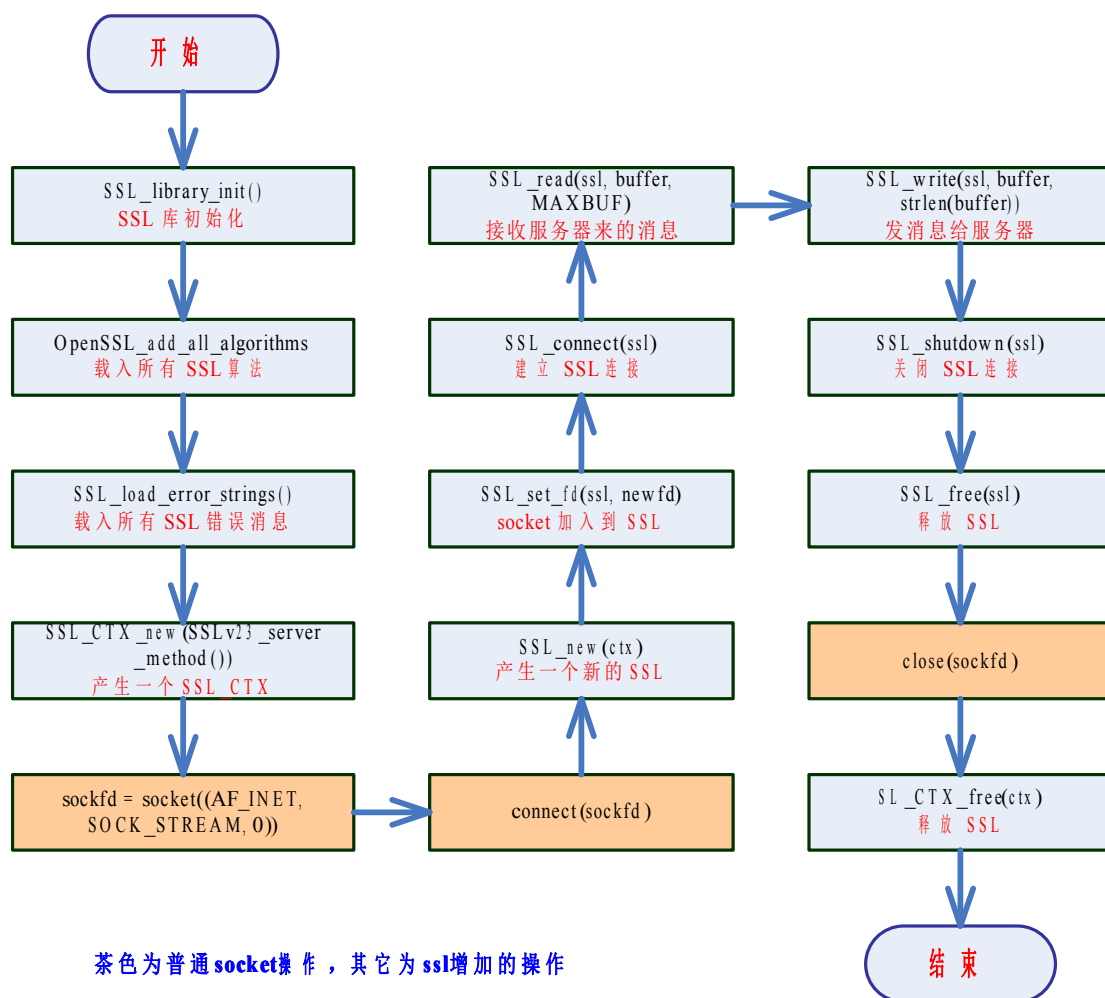 开始
SSL_library_init()
SSL 库初始化
OpenSSL_add_all_algorithms
载入所有 SSL 算法
SSL_load_error_strings()
载入所有 SSL 错误消息
SSL_CTX_new(SSLv23_server
_method())
产生一个 SSL_CTX
sockfd = socket((AF_INET,
SOCK_STREAM, 0))
connect(sockfd)
SSL_new(ctx)
产生一个新的 SSL
SSL_set_fd(ssl, newfd)
socket 加入到 SSL
SSL_connect(ssl)
建立 SSL 连接
SSL_read(ssl, buffer,
MAXBUF)
接收服务器来的消息
SSL_write(ssl, buffer,
strlen(buffer))
发消息给服务器
SSL_shutdown(ssl)
关闭 SSL 连接
SSL_free(ssl)
释放 SSL
close(sockfd)
SL_CTX_free(ctx)
释放 SSL
结束
茶色为普通socket操作，其它为ssl增加的操作